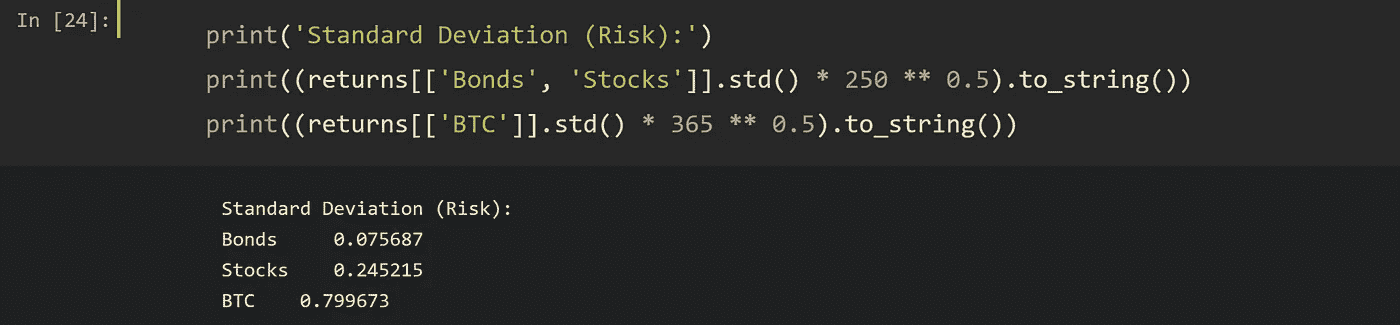 In [24]:
print('Standard Deviation (Risk):')
print((returns[['Bonds', 'Stocks']].std() * 250 ** 0.5).to_string())
print((returns[['BTC']].std() * 365 ** 0.5).to_string())
Standard Deviation (Risk):
Bonds     0.075687
Stocks    0.245215
BTC    0.799673